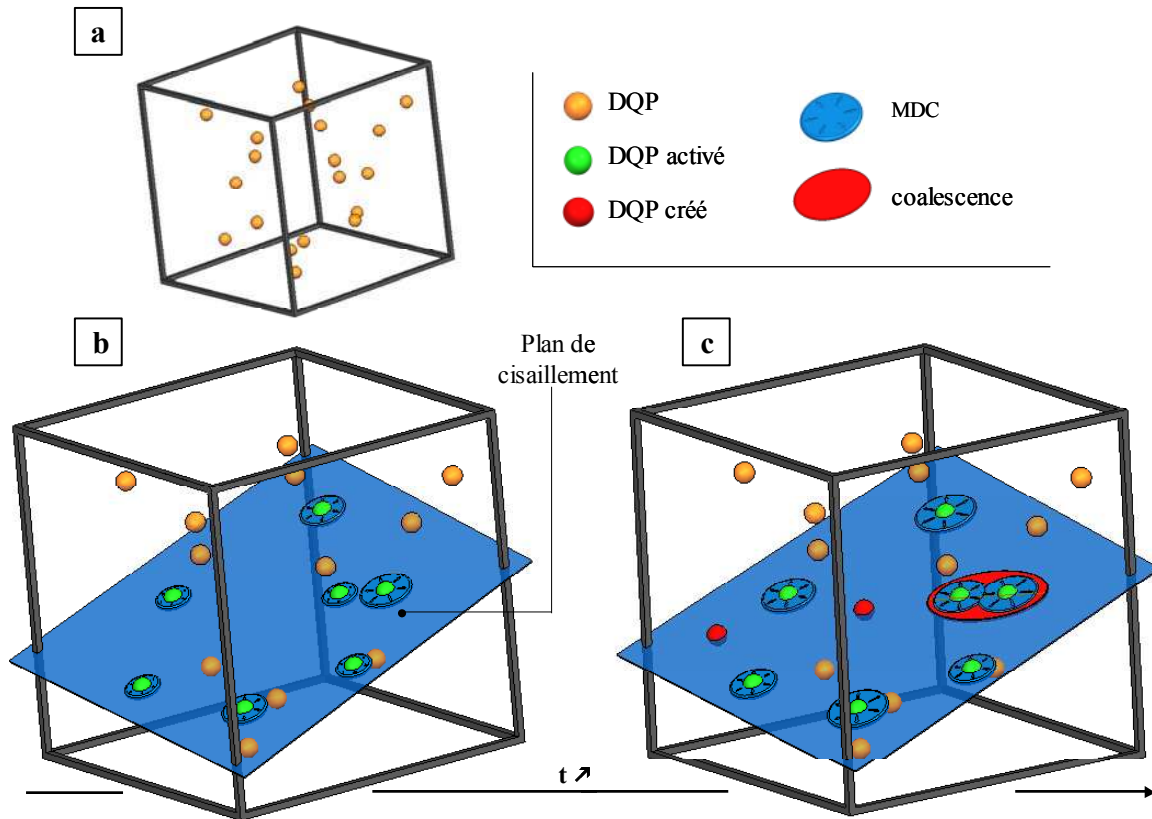 a
DQP
DQP activé
DQP créé
MDC
coalescence
b
Plan de
cisaillement
c
t ↗